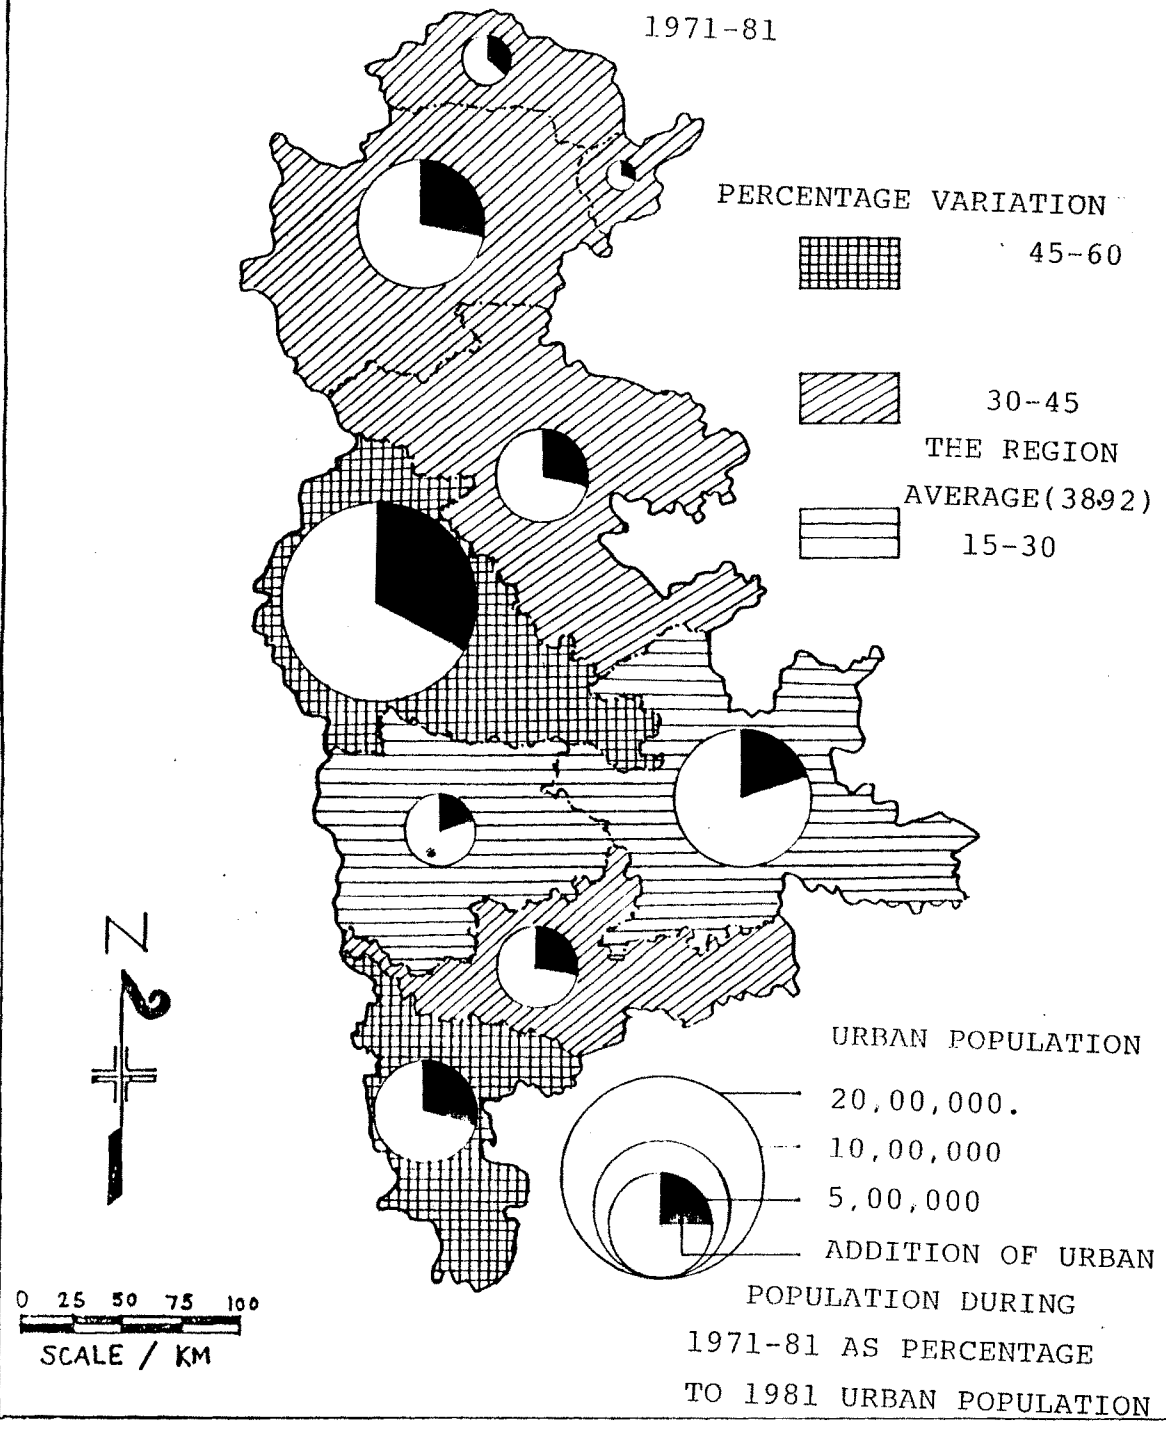 1971-81
PERCENTAGE VARIATION
45-60
30-45
THE REGION
AVERAGE(38.92)
15-30
N
URBAN POPULATION
20,00,000.
10,00,000
5,00,000
ADDITION OF URBAN
POPULATION DURING
1971-81 AS PERCENTAGE
TO 1981 URBAN POPULATION
0 25 50 75 100
SCALE / KM